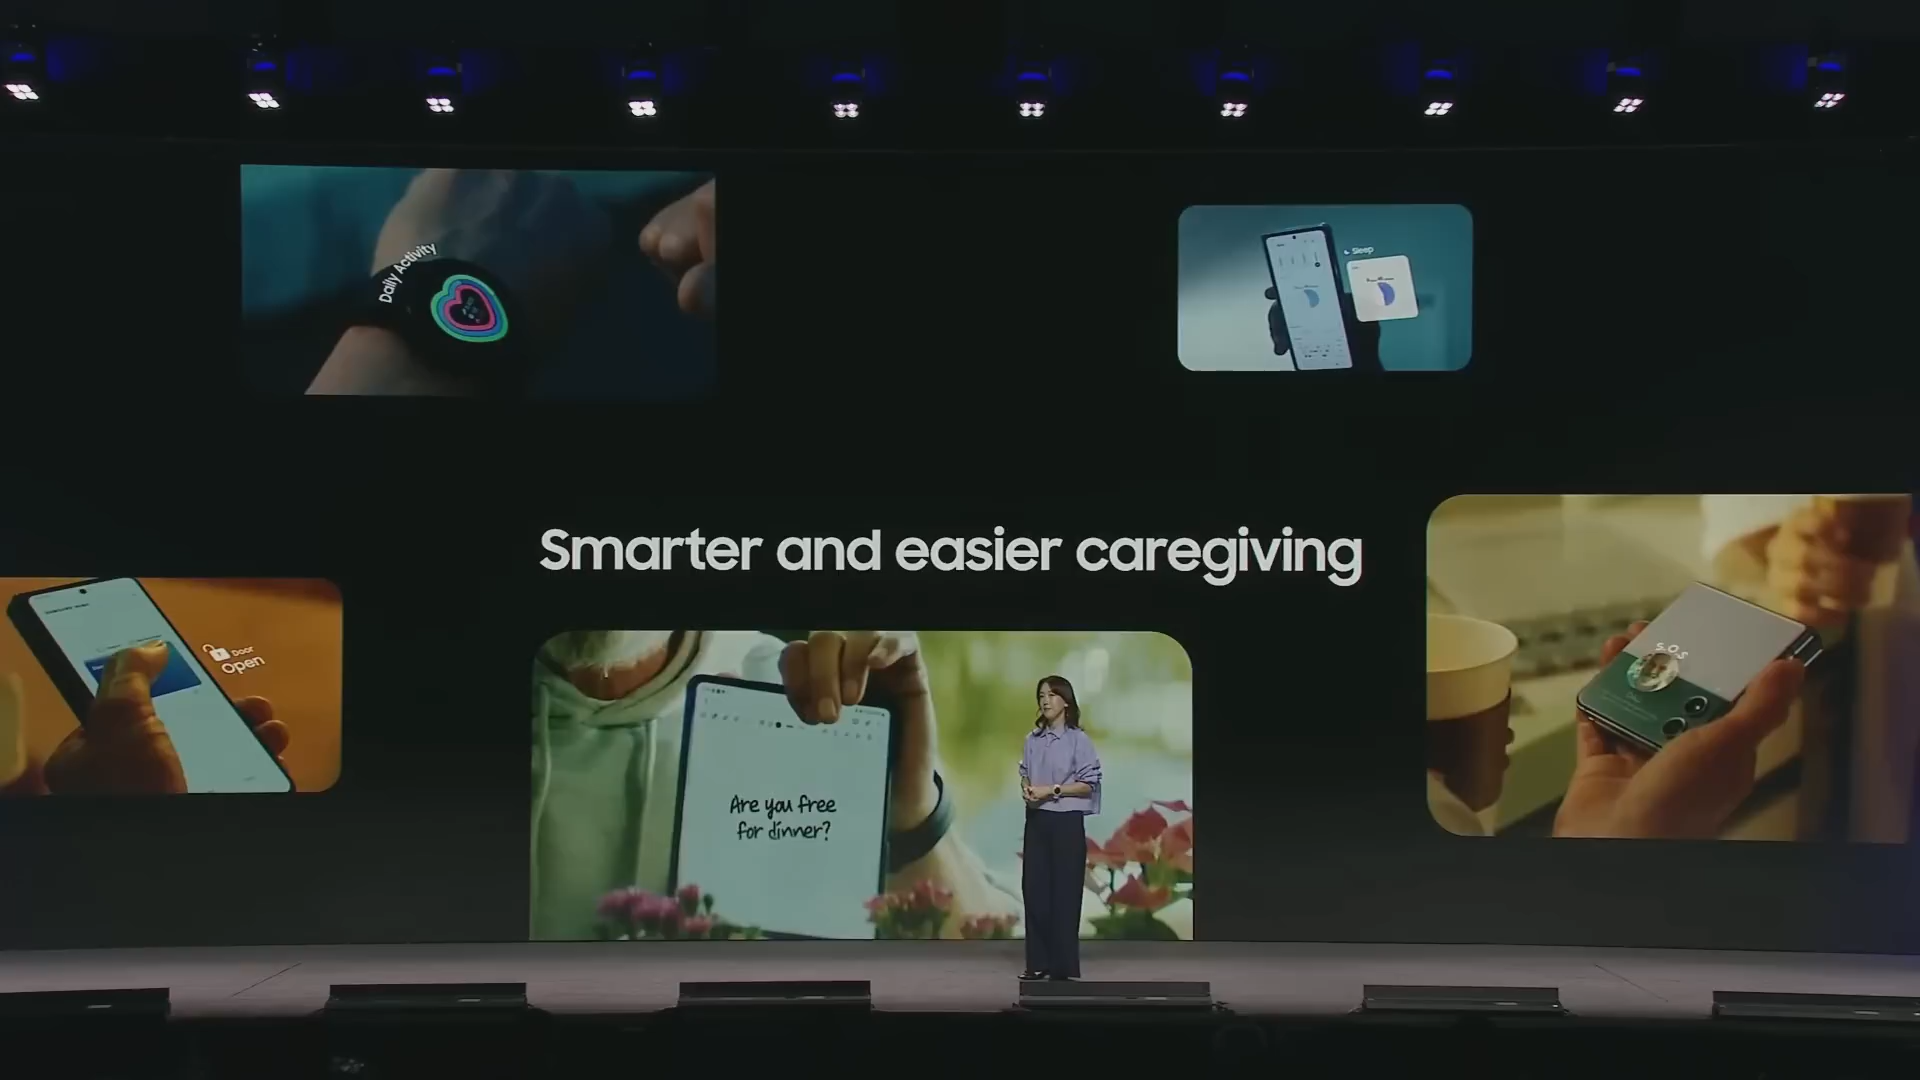 Daily Activity
Sleep
Smarter and easier caregiving
Door
Open
S.O.S
Are you free
for dinner?